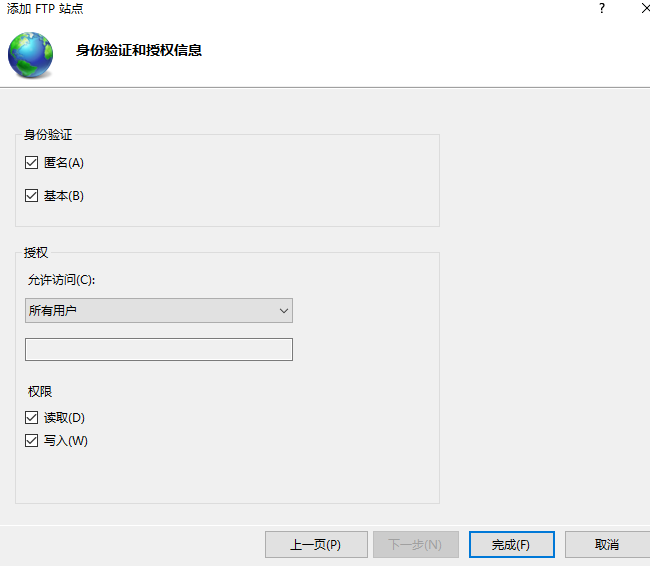 添加 FTP 站点
?
身份验证和授权信息
身份验证
匿名(A)
基本(B)
授权
允许访问(C):
所有用户
权限
读取(D)
写入(W)
上一页(P) 下一步(N) 完成(F) 取消